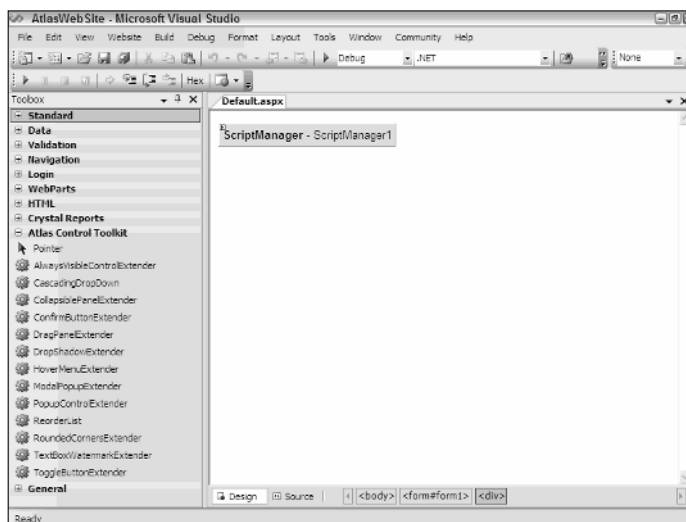 AtlasWebSite - Microsoft Visual Studio
File Edit View Website Build Debug Format Layout Tools Window Community Help
Debug .NET None
Hex
Toolbox
Default.aspx
Standard
Data
Validation
Navigation
Login
WebParts
HTML
Crystal Reports
Atlas Control Toolkit
Pointer
AlwaysVisibleControlExtender
CascadingDropDown
CollapsiblePanelExtender
ConfirmButtonExtender
DragPanelExtender
DropShadowExtender
HoverMenuExtender
ModalPopupExtender
PopupControlExtender
ReorderList
RoundedCornersExtender
TextBoxWatermarkExtender
ToggleButtonExtender
General
ScriptManager - ScriptManager1
Design Source <body> <form#form1> <div>
Ready